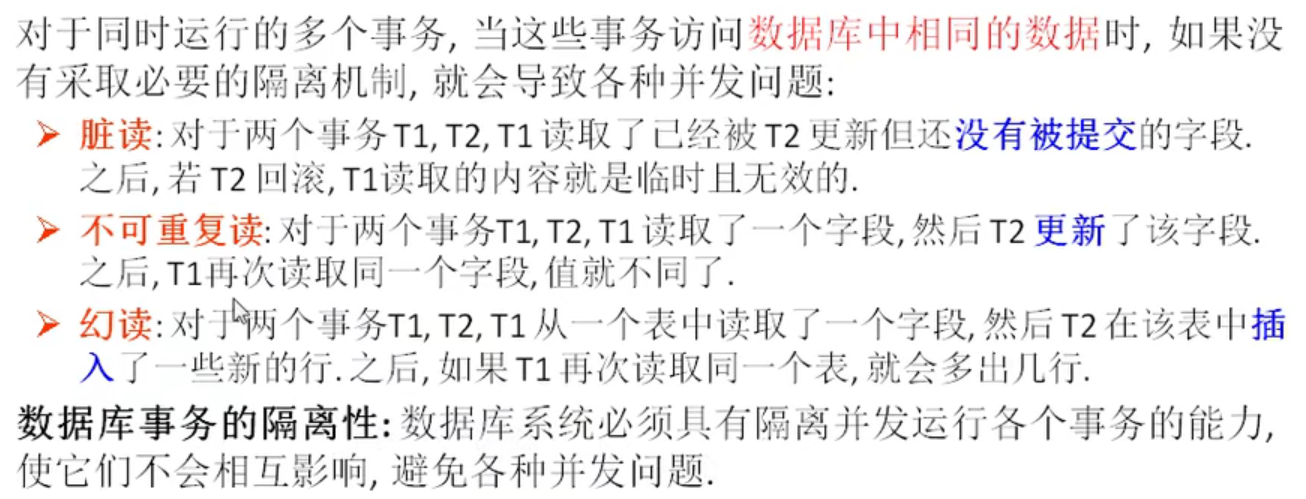 对于同时运行的多个事务, 当这些事务访问数据库中相同的数据时, 如果没
有采取必要的隔离机制, 就会导致各种并发问题:
➢ 脏读: 对于两个事务 T1, T2, T1 读取了已经被 T2 更新但还没有被提交的字段.
之后, 若 T2 回滚, T1读取的内容就是临时且无效的.
➢ 不可重复读: 对于两个事务T1, T2, T1 读取了一个字段, 然后 T2 更新了该字段.
之后, T1再次读取同一个字段, 值就不同了.
➢ 幻读: 对于两个事务T1, T2, T1 从一个表中读取了一个字段, 然后 T2 在该表中插
入了一些新的行. 之后, 如果 T1 再次读取同一个表, 就会多出几行.
数据库事务的隔离性: 数据库系统必须具有隔离并发运行各个事务的能力,
使它们不会相互影响, 避免各种并发问题.